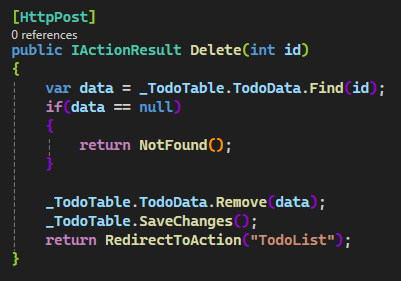 [HttpPost]
0 references
public IActionResult Delete(int id)
{
var data = _TodoTable.TodoData.Find(id);
if(data == null)
{
return NotFound();
}
_TodoTable.TodoData.Remove(data);
_TodoTable.SaveChanges();
return RedirectToAction("TodoList");
}